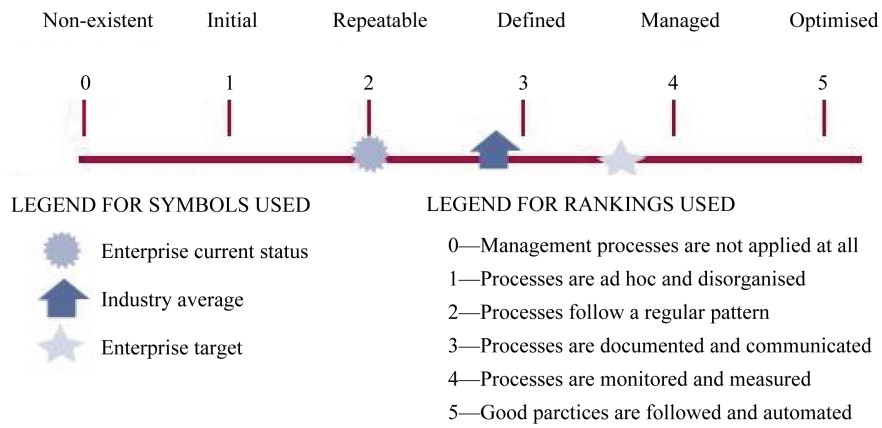 Non-existent Initial Repeatable Defined Managed Optimised
0 1 2 3 4 5
LEGEND FOR SYMBOLS USED
Enterprise current status
Industry average
Enterprise target
LEGEND FOR RANKINGS USED
0—Management processes are not applied at all
1—Processes are ad hoc and disorganised
2—Processes follow a regular pattern
3—Processes are documented and communicated
4—Processes are monitored and measured
5—Good parctices are followed and automated